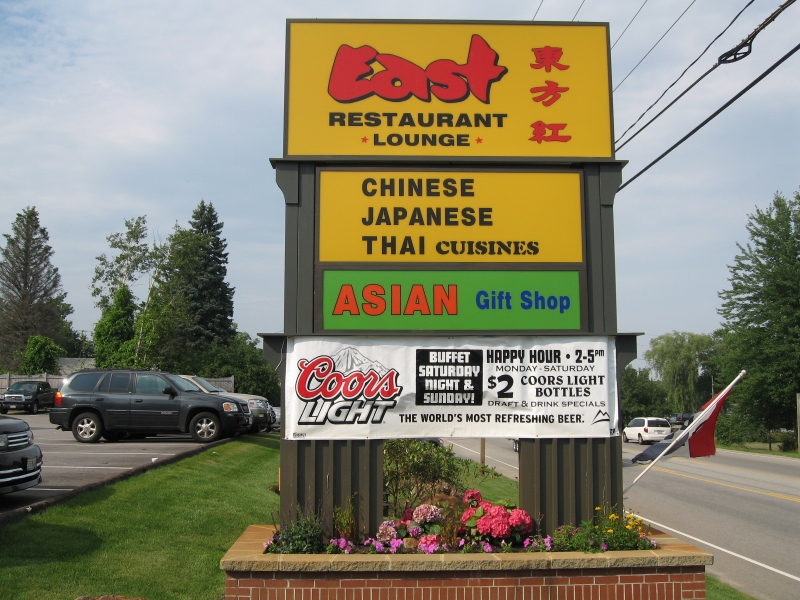 East
RESTAURANT
LOUNGE
東方紅
CHINESE
JAPANESE
THAI CUISINES
ASIAN Gift Shop
Coors
LIGHT
BUFFET
SATURDAY
NIGHT &
SUNDAY!
HAPPY HOUR • 2-5PM
MONDAY - SATURDAY
$2 COORS LIGHT
BOTTLES
DRAFT & DRINK SPECIALS
THE WORLD'S MOST REFRESHING BEER.